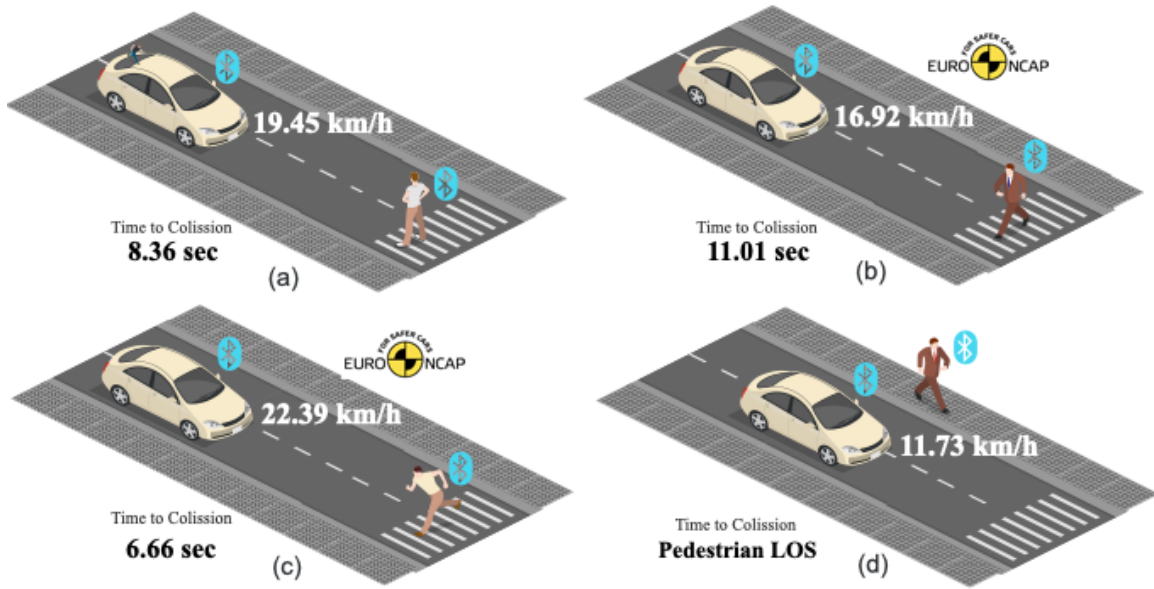 19.45 km/h
Time to Colission
8.36 sec
(a)
FOR SAFER CARS
EURO NCAP
16.92 km/h
Time to Colission
11.01 sec
(b)
FOR SAFER CARS
EURO NCAP
22.39 km/h
Time to Colission
6.66 sec
(c)
11.73 km/h
Time to Colission
Pedestrian LOS
(d)